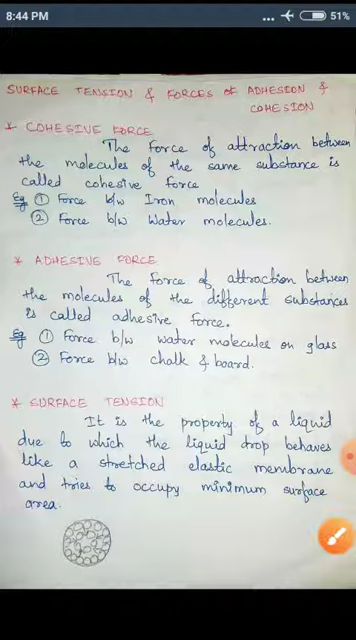 8:44 PM
... 51%
SURFACE TENSION & FORCES OF ADHESION &
COHESION
* COHESIVE FORCE
The force of attraction between
the molecules of the same substance is
called cohesive force
Eg ① Force b/w Iron molecules
② Force b/w Water molecules.
* ADHESIVE FORCE
The force of attraction between
the molecules of the different substances
is called adhesive force.
Eg ① Force b/w water molecules on glass
② Force b/w chalk & board.
* SURFACE TENSION
It is the property of a liquid
due to which the liquid drop behaves
like a stretched elastic membrane
and tries to occupy minimum surface
area.